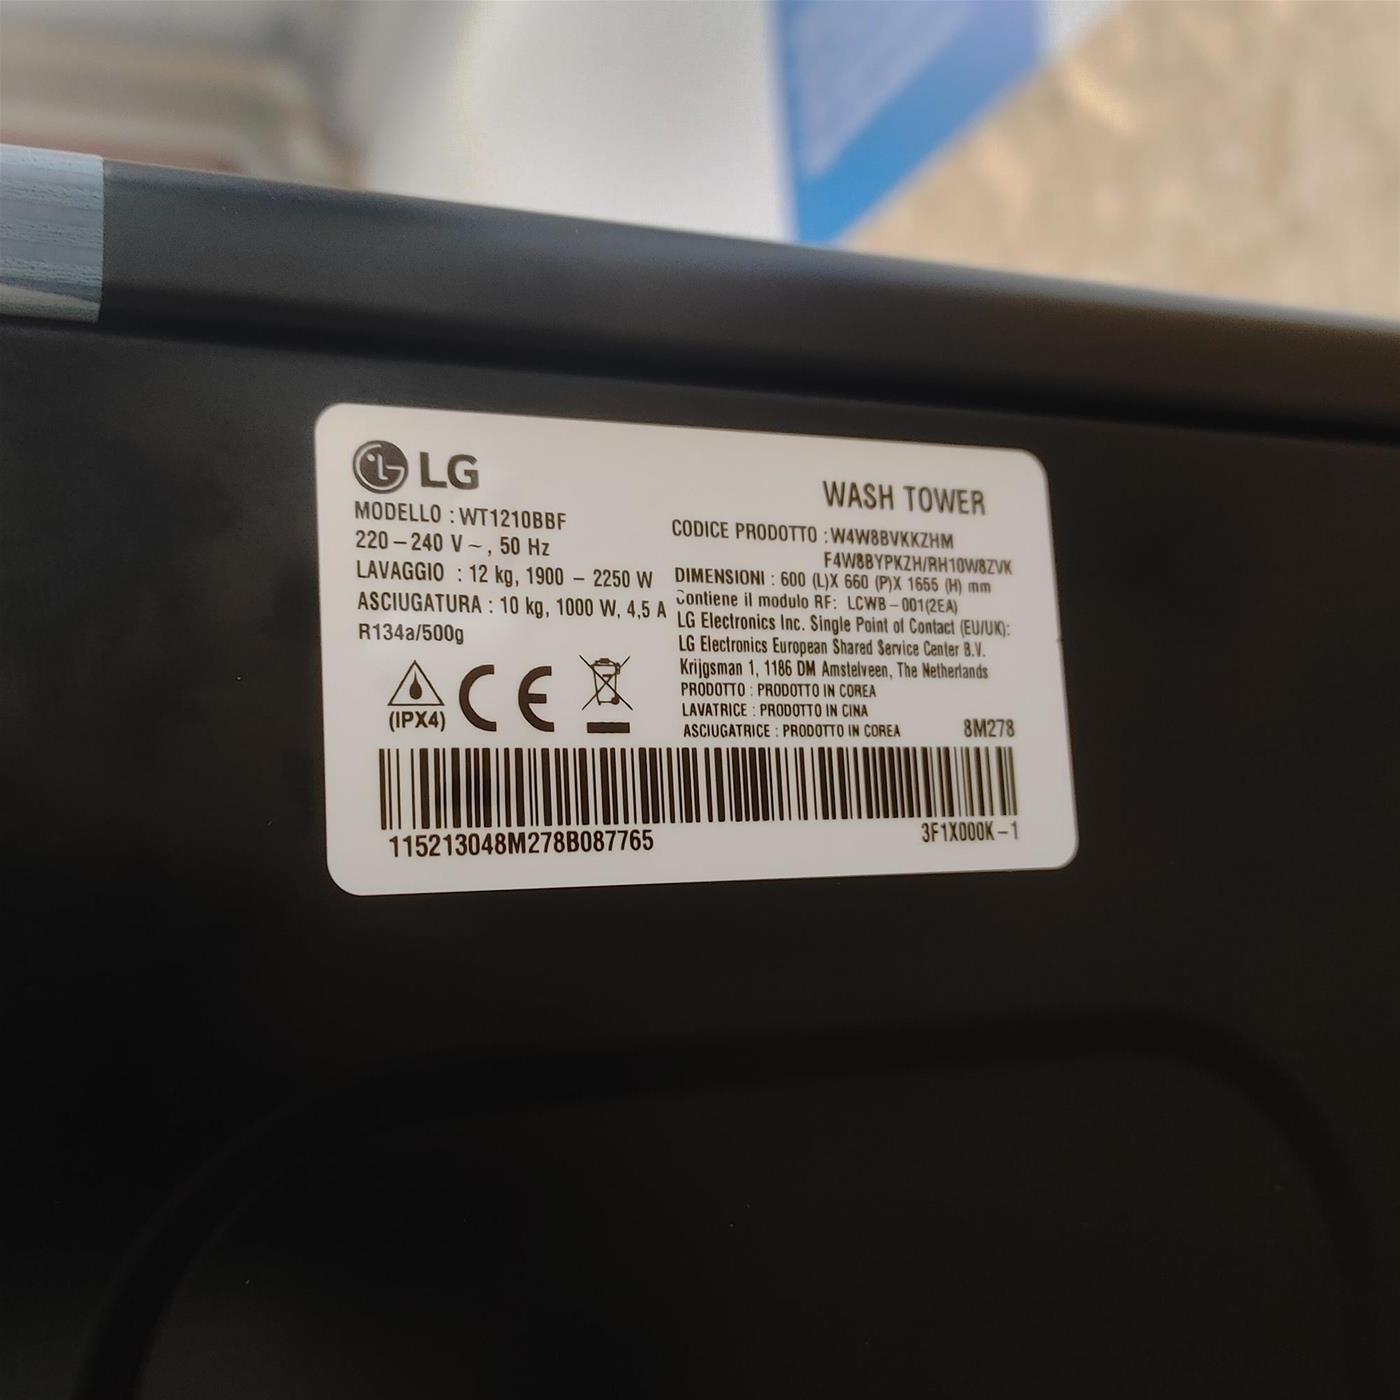 LG
WASH TOWER
MODELLO : WT1210BBF
220 – 240 V ~ , 50 Hz
LAVAGGIO : 12 kg, 1900 – 2250 W
ASCIUGATURA : 10 kg, 1000 W, 4,5 A
R134a/500g
(IPX4)
CE
CODICE PRODOTTO : W4W8BVKKZHM
F4W8BYPKZH/RH10W8ZVK
DIMENSIONI : 600 (L)X 660 (P)X 1655 (H) mm
Contiene il modulo RF: LCWB-001(2EA)
LG Electronics Inc. Single Point of Contact (EU/UK):
LG Electronics European Shared Service Center B.V.
Krijgsman 1, 1186 DM Amstelveen, The Netherlands
PRODOTTO : PRODOTTO IN COREA
LAVATRICE : PRODOTTO IN CINA
ASCIUGATRICE : PRODOTTO IN COREA
8M278
115213048M278B087765
3F1X000K-1